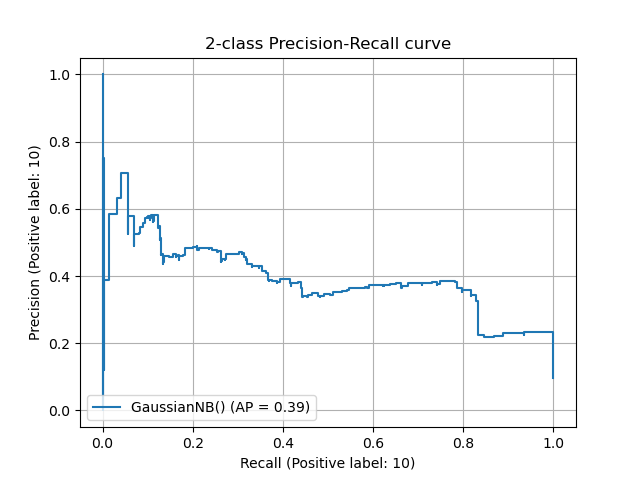 2-class Precision-Recall curve
Precision (Positive label: 10)
1.0
0.8
0.6
0.4
0.2
0.0
GaussianNB() (AP = 0.39)
0.0 0.2 0.4 0.6 0.8 1.0
Recall (Positive label: 10)